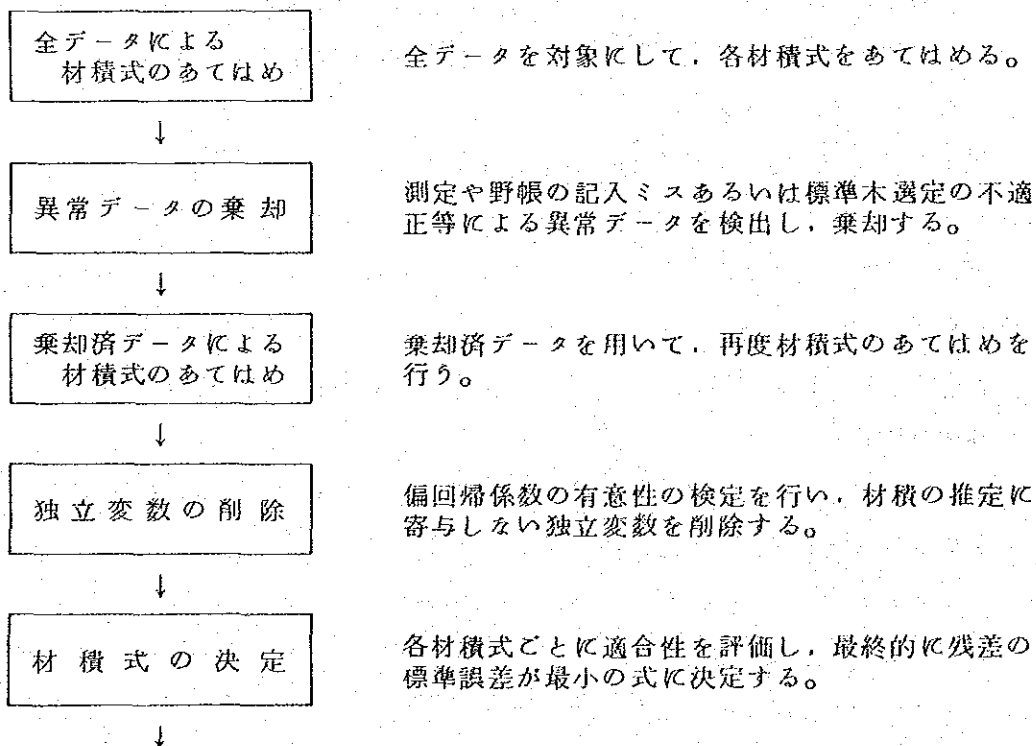 全データによる
材積式のあてはめ
全データを対象にして,各材積式をあてはめる。
↓
異常データの棄却
測定や野帳の記入ミスあるいは標準木選定の不適
正等による異常データを検出し,棄却する。
↓
棄却済データによる
材積式のあてはめ
棄却済データを用いて,再度材積式のあてはめを
行う。
↓
独立変数の削除
偏回帰係数の有意性の検定を行い,材積の推定に
寄与しない独立変数を削除する。
↓
材積式の決定
各材積式ごとに適合性を評価し,最終的に残差の
標準誤差が最小の式に決定する。
↓